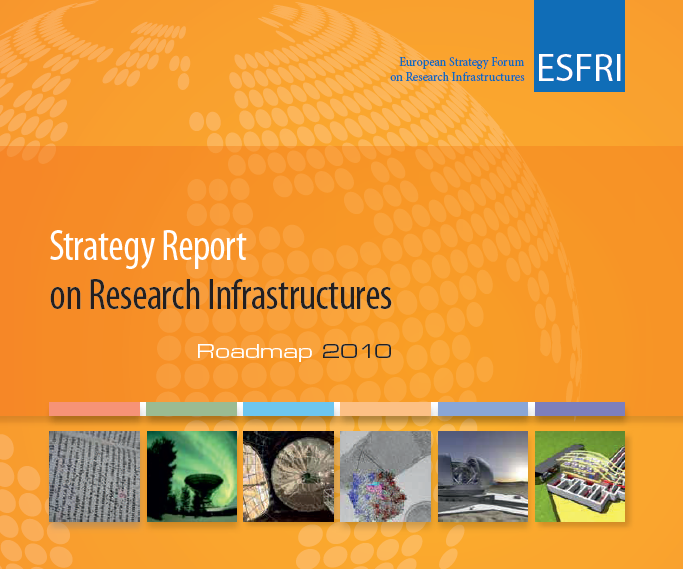 European Strategy Forum
on Research Infrastructures
ESFRI
Strategy Report
on Research Infrastructures
Roadmap 2010